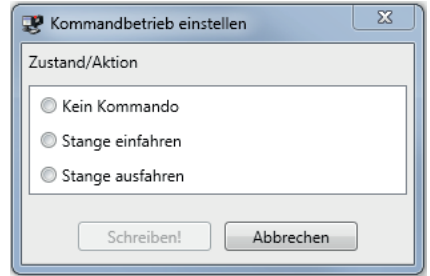 Kommandbetrieb einstellen
Zustand/Aktion
Kein Kommando
Stange einfahren
Stange ausfahren
Schreiben!
Abbrechen